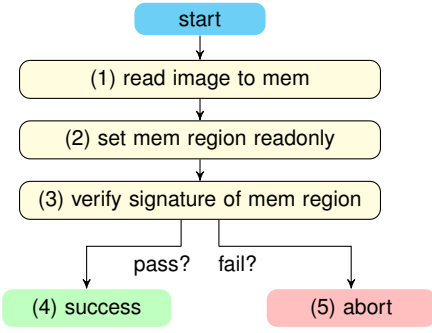 start
(1) read image to mem
(2) set mem region readonly
(3) verify signature of mem region
pass? fail?
(4) success
(5) abort